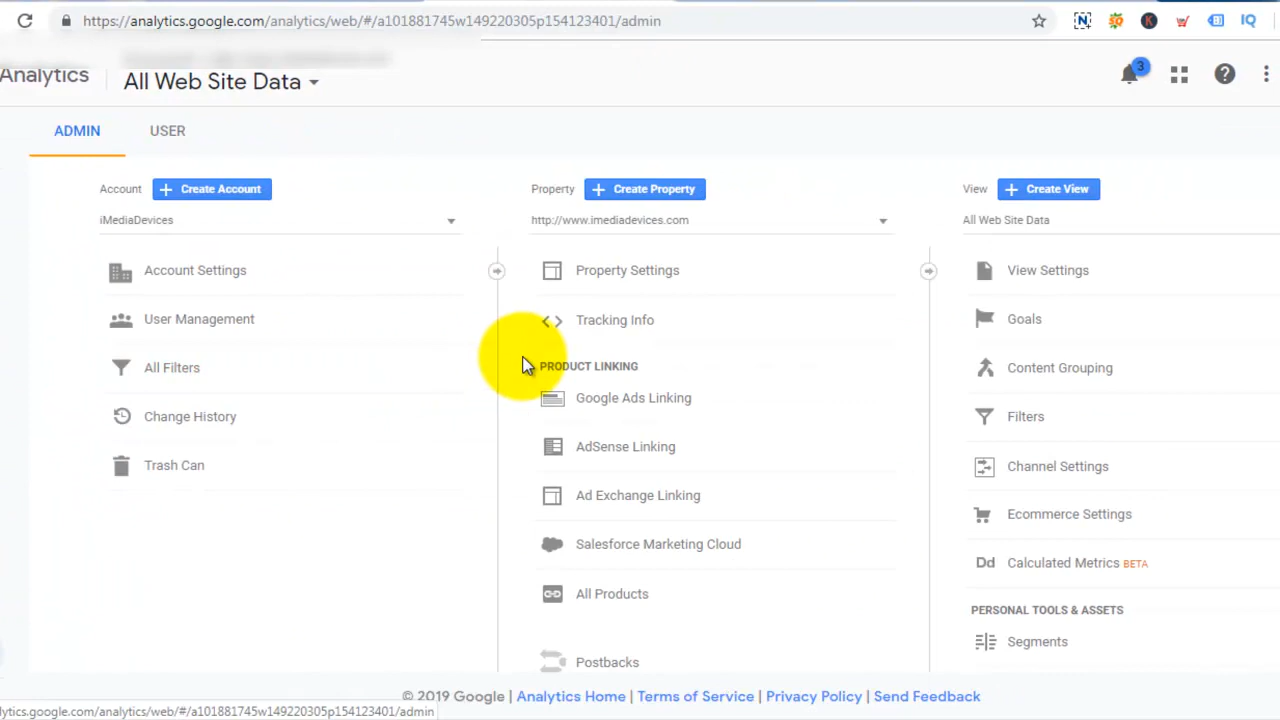 https://analytics.google.com/analytics/web/#/a101881745w149220305p154123401/admin
Analytics
All Web Site Data
3
ADMIN USER
Account + Create Account
iMediaDevices
Account Settings
User Management
All Filters
Change History
Trash Can
Property + Create Property
http://www.imediadevices.com
Property Settings
Tracking Info
PRODUCT LINKING
Google Ads Linking
AdSense Linking
Ad Exchange Linking
Salesforce Marketing Cloud
All Products
Postbacks
View + Create View
All Web Site Data
View Settings
Goals
Content Grouping
Filters
Channel Settings
Ecommerce Settings
Dd Calculated Metrics BETA
PERSONAL TOOLS & ASSETS
Segments
© 2019 Google | Analytics Home | Terms of Service | Privacy Policy | Send Feedback
lytics.google.com/analytics/web/#/a101881745w149220305p154123401/admin